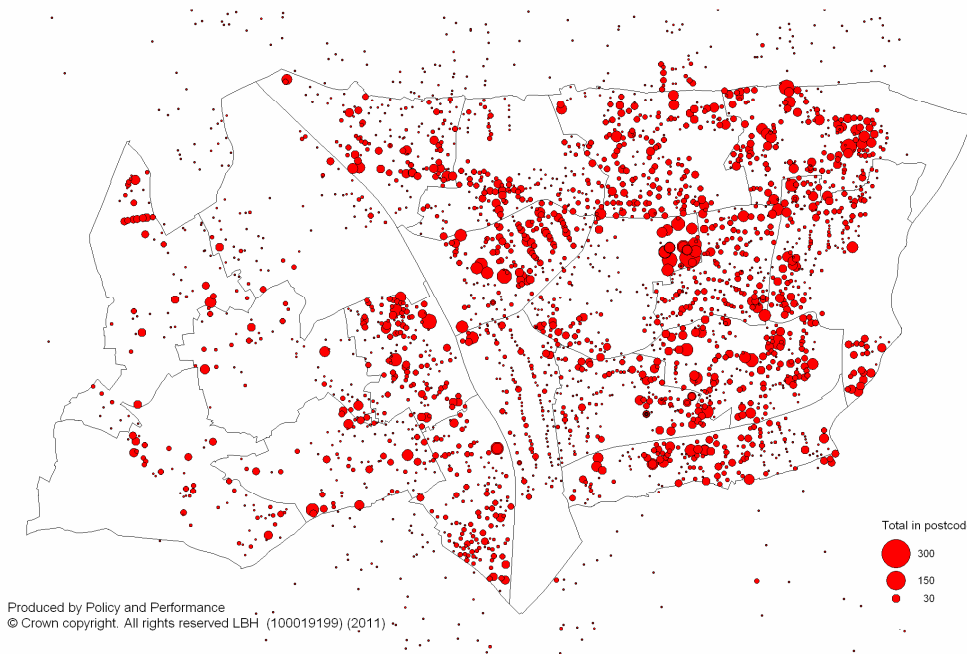 Total in postcod
300
150
30
Produced by Policy and Performance
© Crown copyright. All rights reserved LBH (100019199) (2011)